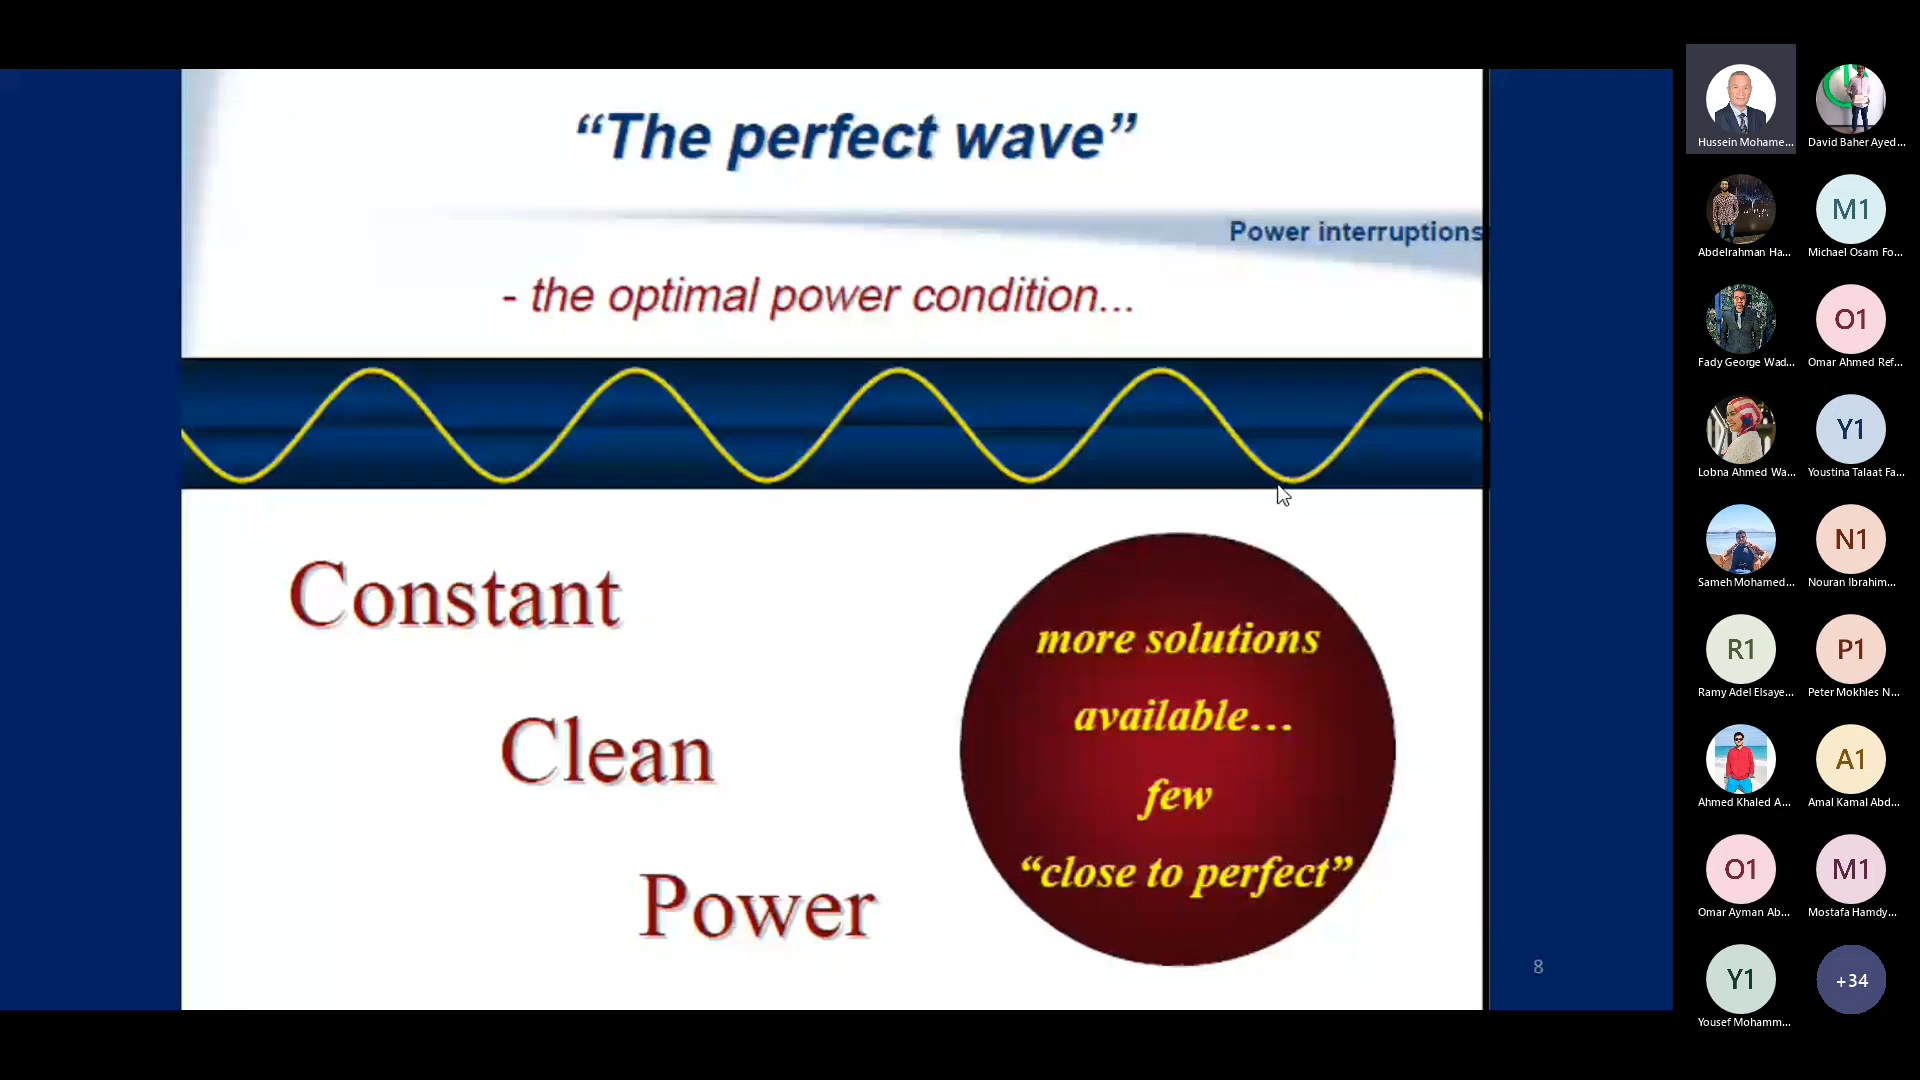 “The perfect wave”
Power interruptions
- the optimal power condition...
Constant
Clean
Power
more solutions
available…
few
“close to perfect”
8
Hussein Mohame...
David Baher Ayed...
Abdelrahman Ha...
M1
Michael Osam Fo...
Fady George Wad...
O1
Omar Ahmed Ref...
Lobna Ahmed Wa...
Y1
Youstina Talaat Fa...
Sameh Mohamed...
N1
Nouran Ibrahim...
R1
Ramy Adel Elsaye...
P1
Peter Mokhles N...
Ahmed Khaled A...
A1
Amal Kamal Abd...
O1
Omar Ayman Ab...
M1
Mostafa Hamdy...
Y1
Yousef Mohamm...
+34